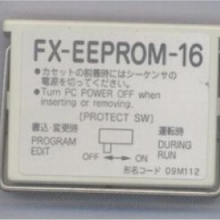 FX-EEPROM-16
●カセットの脱着時にはシーケンサの
電源を切ってください。
●Turn PC POWER OFF when
inserting or removing.
[PROTECT SW]
書込・変更時 運転時
PROGRAM DURING
EDIT RUN
OFF ON
形名コード 09M112